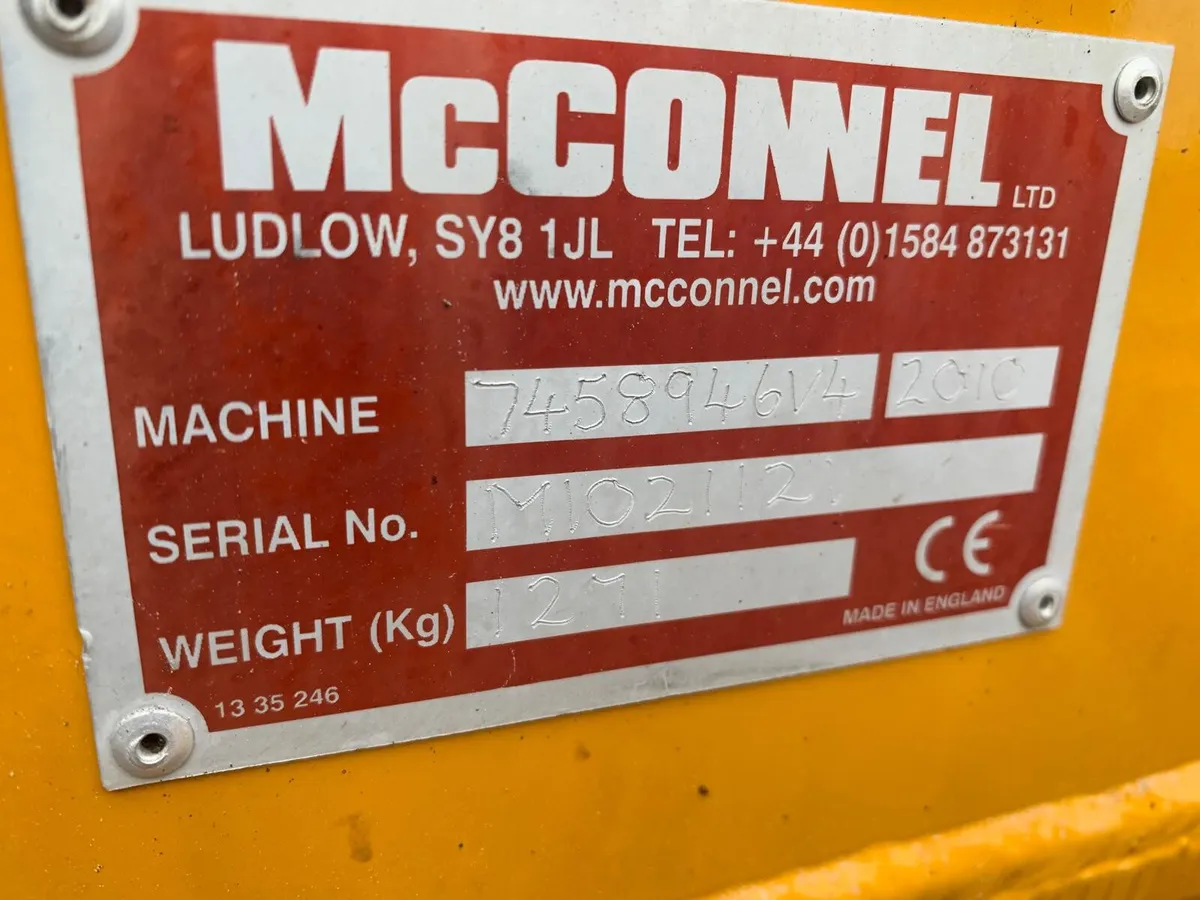 McCONNEL LTD
LUDLOW, SY8 1JL TEL: +44 (0)1584 873131
www.mcconnel.com
MACHINE 7458946V4 2010
SERIAL No. M1021121
WEIGHT (Kg) 1271
CE
MADE IN ENGLAND
13 35 246